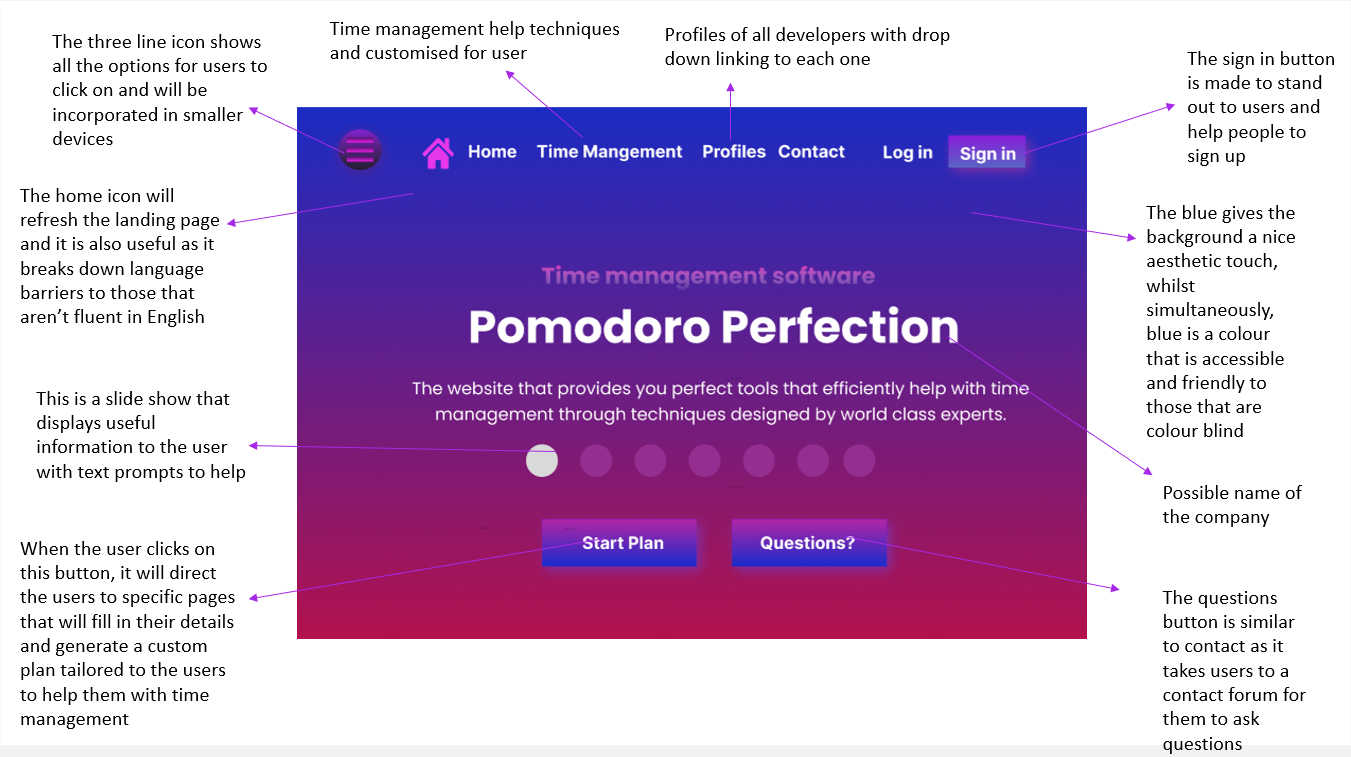 The three line icon shows
all the options for users to
click on and will be
incorporated in smaller
devices
Time management help techniques
and customised for user
Profiles of all developers with drop
down linking to each one
The sign in button
is made to stand
out to users and
help people to
sign up
Home Time Mangement Profiles Contact Log in Sign in
The home icon will
refresh the landing page
and it is also useful as it
breaks down language
barriers to those that
aren’t fluent in English
The blue gives the
background a nice
aesthetic touch,
whilst
simultaneously,
blue is a colour
that is accessible
and friendly to
those that are
colour blind
Time management software
Pomodoro Perfection
The website that provides you perfect tools that efficiently help with time
management through techniques designed by world class experts.
This is a slide show that
displays useful
information to the user
with text prompts to help
Possible name of
the company
...
... ...
Start Plan Questions?
When the user clicks on
this button, it will direct
the users to specific pages
that will fill in their details
and generate a custom
plan tailored to the users
to help them with time
management
The questions
button is similar
to contact as it
takes users to a
contact forum for
them to ask
questions